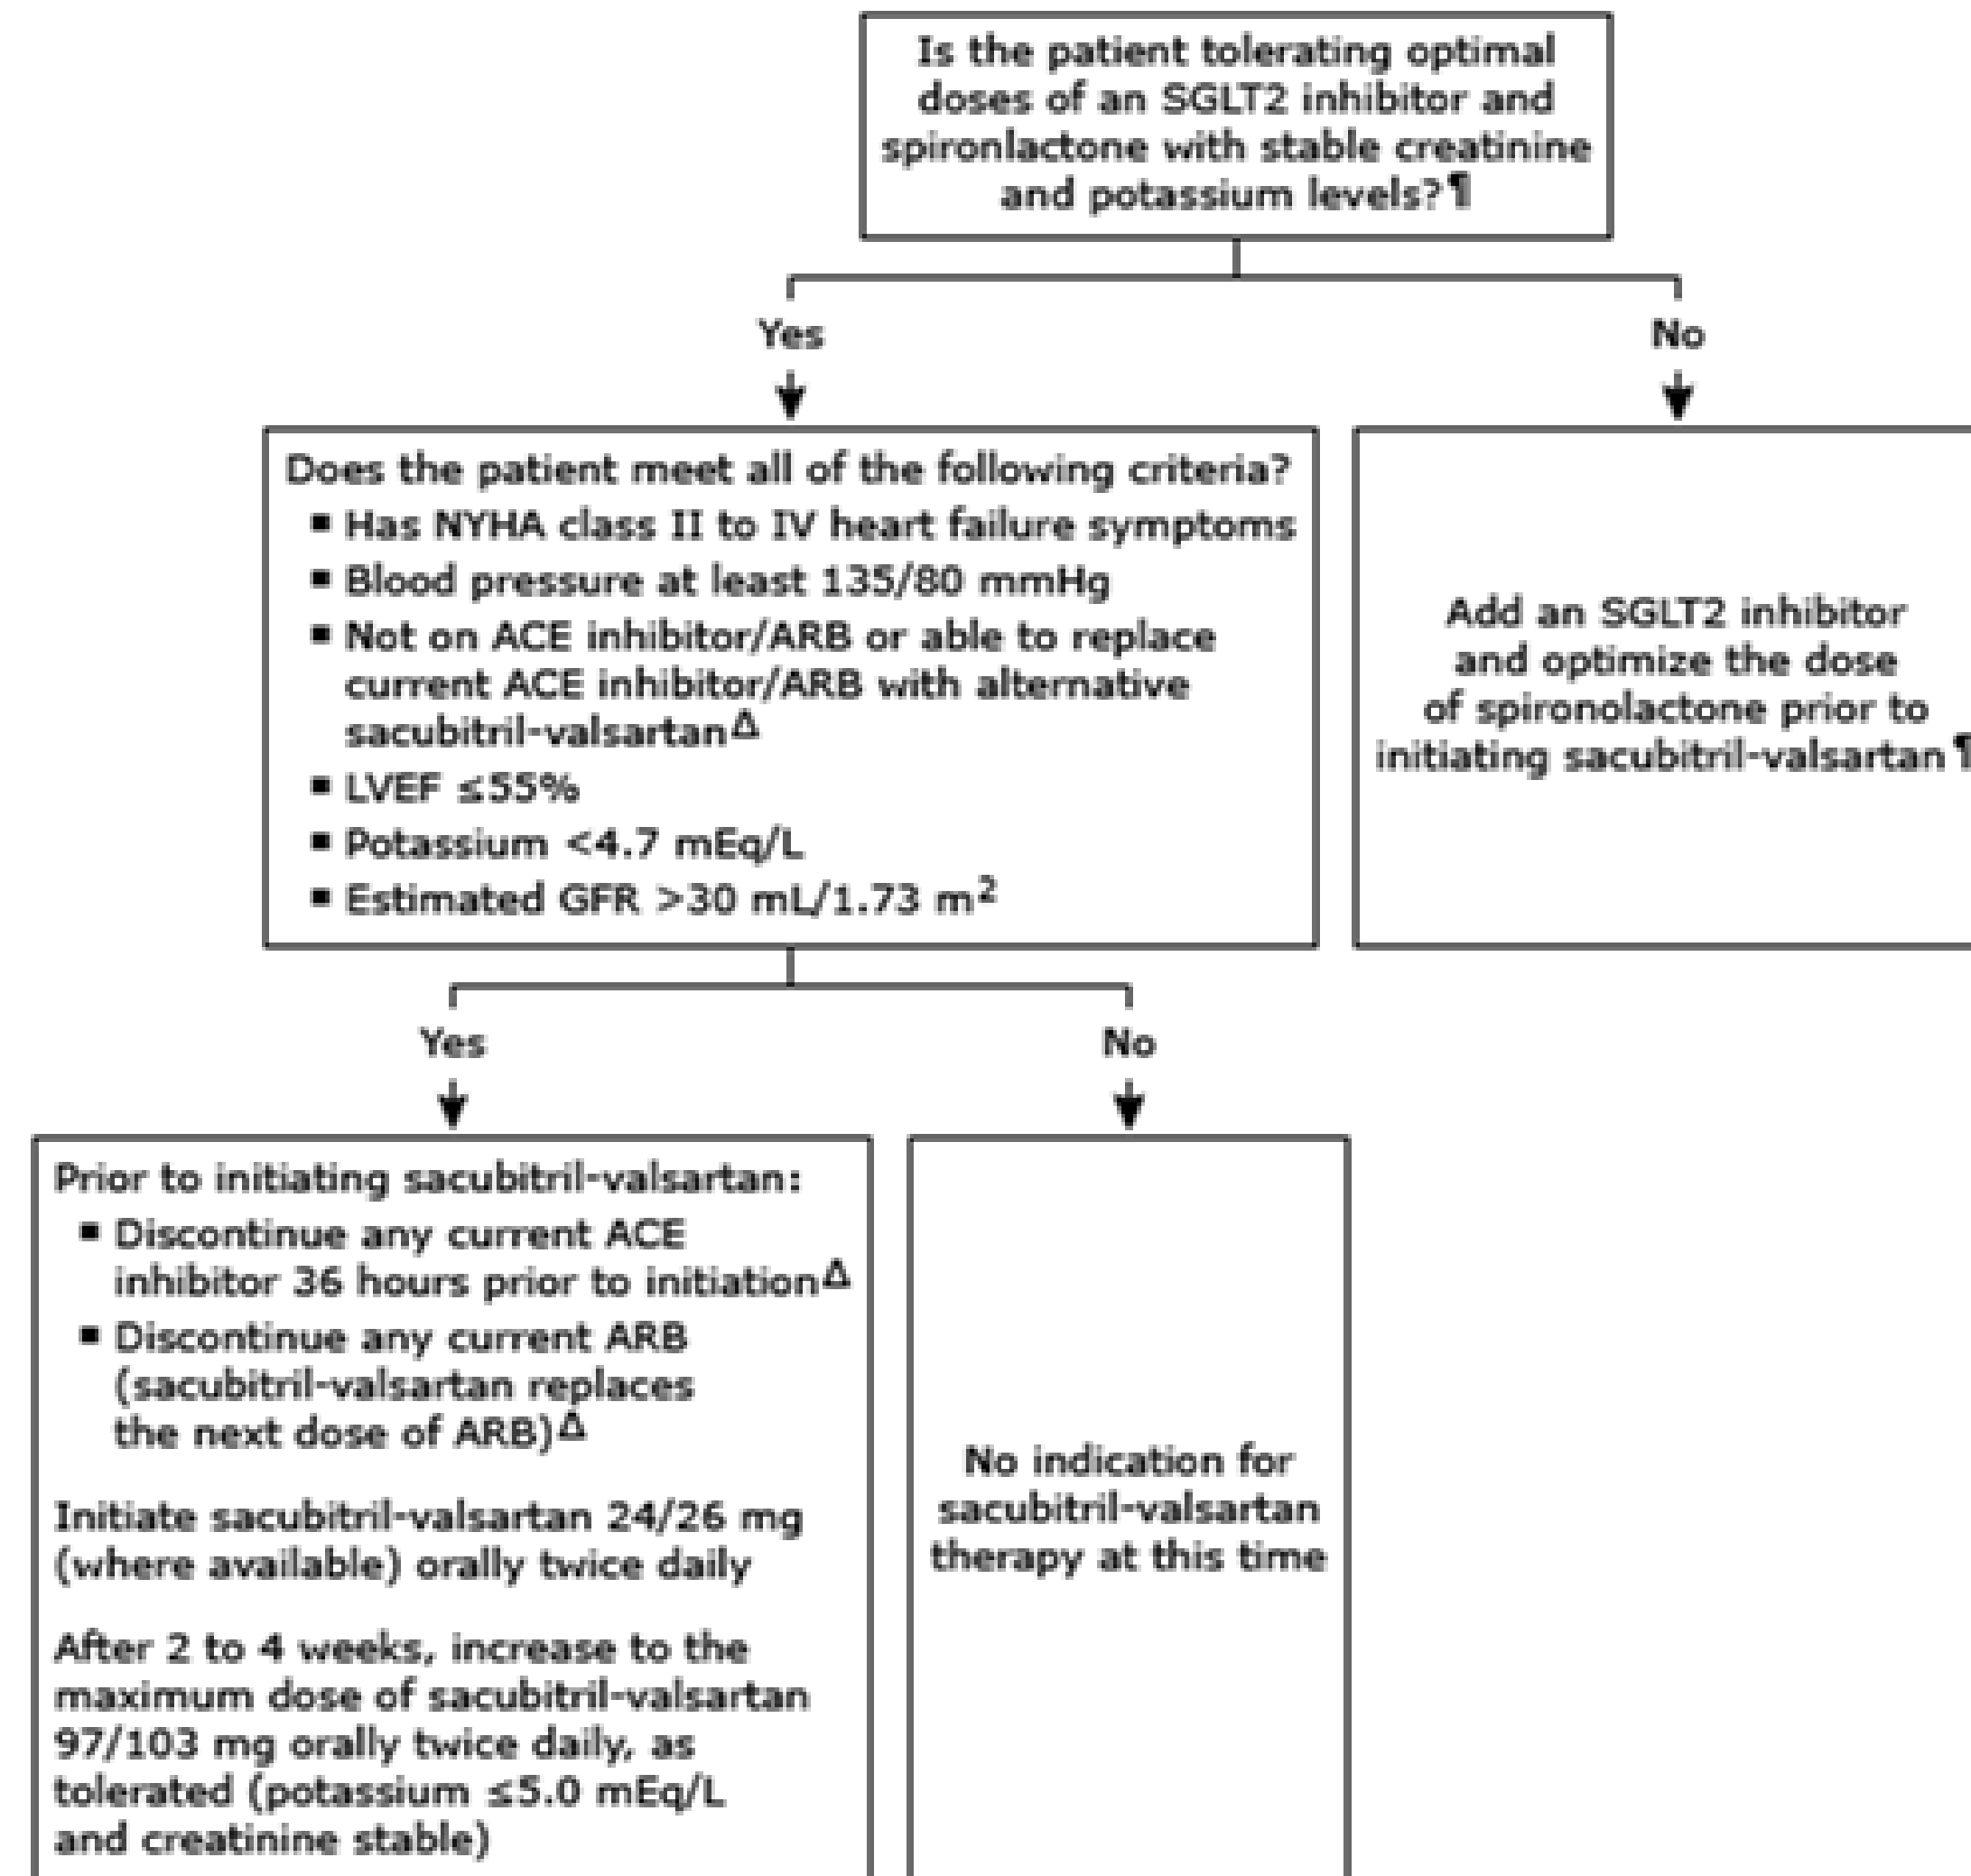 Is the patient tolerating optimal
doses of an SGLT2 inhibitor and
spironlactone with stable creatinine
and potassium levels?¶
Yes
No
Does the patient meet all of the following criteria?
▪ Has NYHA class II to IV heart failure symptoms
▪ Blood pressure at least 135/80 mmHg
▪ Not on ACE inhibitor/ARB or able to replace
current ACE inhibitor/ARB with alternative
sacubitril-valsartanΔ
▪ LVEF ≤55%
▪ Potassium <4.7 mEq/L
▪ Estimated GFR >30 mL/1.73 m²
Add an SGLT2 inhibitor
and optimize the dose
of spironolactone prior to
initiating sacubitril-valsartan¶
Yes
No
Prior to initiating sacubitril-valsartan:
▪ Discontinue any current ACE
inhibitor 36 hours prior to initiationΔ
▪ Discontinue any current ARB
(sacubitril-valsartan replaces
the next dose of ARB)Δ
Initiate sacubitril-valsartan 24/26 mg
(where available) orally twice daily
After 2 to 4 weeks, increase to the
maximum dose of sacubitril-valsartan
97/103 mg orally twice daily, as
tolerated (potassium ≤5.0 mEq/L
and creatinine stable)
No indication for
sacubitril-valsartan
therapy at this time